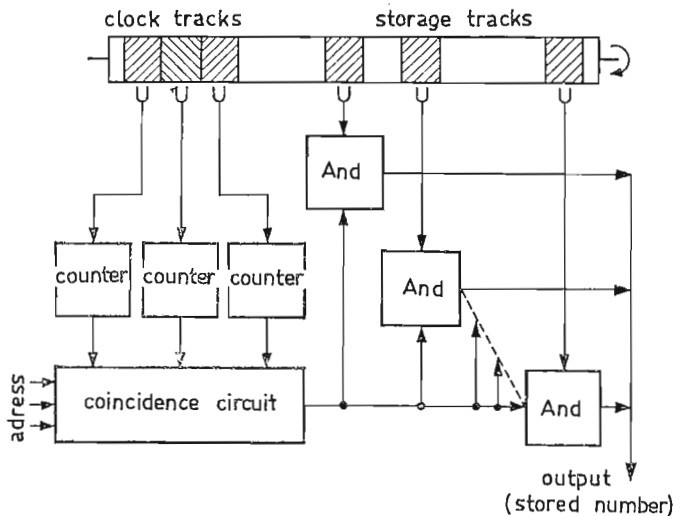 clock tracks
storage tracks
And
And
And
counter
counter
counter
coincidence circuit
adress
output
(stored number)